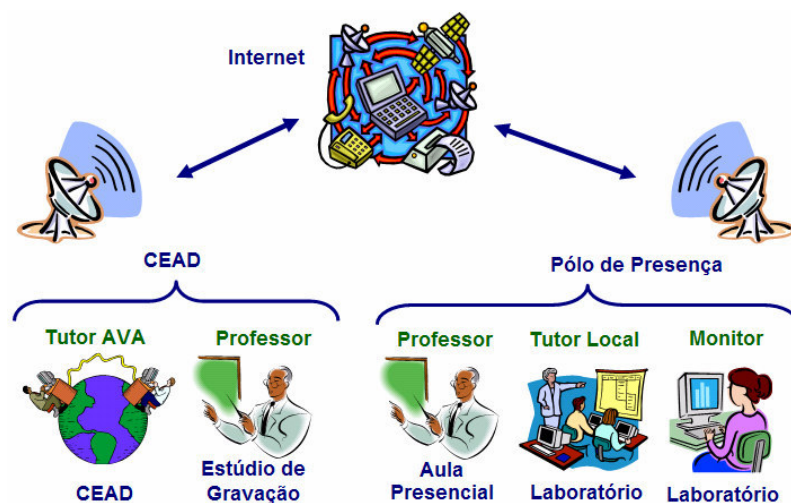 Internet
CEAD
Pólo de Presença
Tutor AVA
Professor
Professor
Tutor Local
Monitor
CEAD
Estúdio de
Gravação
Aula
Presencial
Laboratório
Laboratório